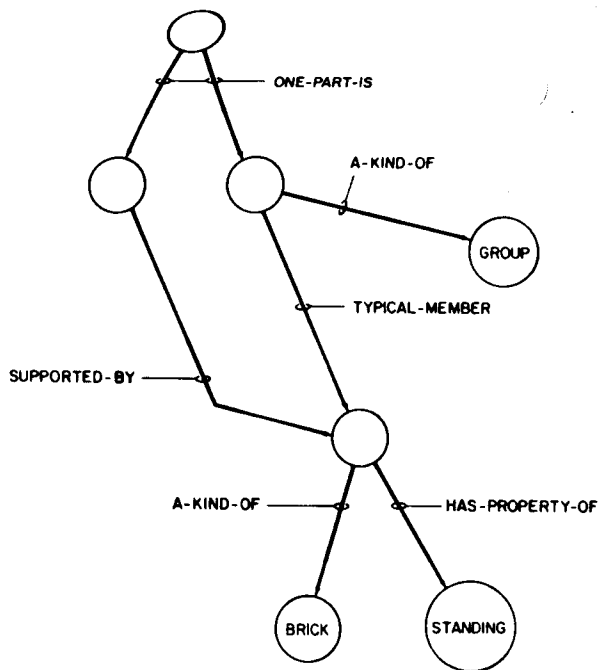 ONE-PART-IS
A-KIND-OF
GROUP
TYPICAL-MEMBER
SUPPORTED-BY
A-KIND-OF
HAS-PROPERTY-OF
BRICK
STANDING